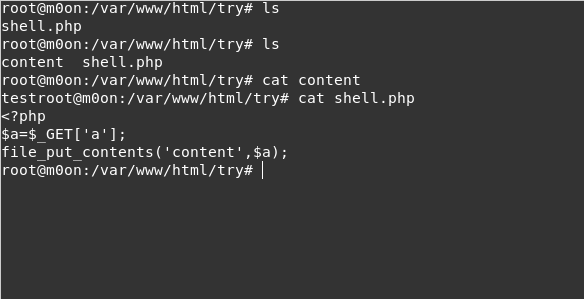 root@m0on:/var/www/html/try# ls
shell.php
root@m0on:/var/www/html/try# ls
content  shell.php
root@m0on:/var/www/html/try# cat content
testroot@m0on:/var/www/html/try# cat shell.php
<?php
$a=$_GET['a'];
file_put_contents('content',$a);
root@m0on:/var/www/html/try#